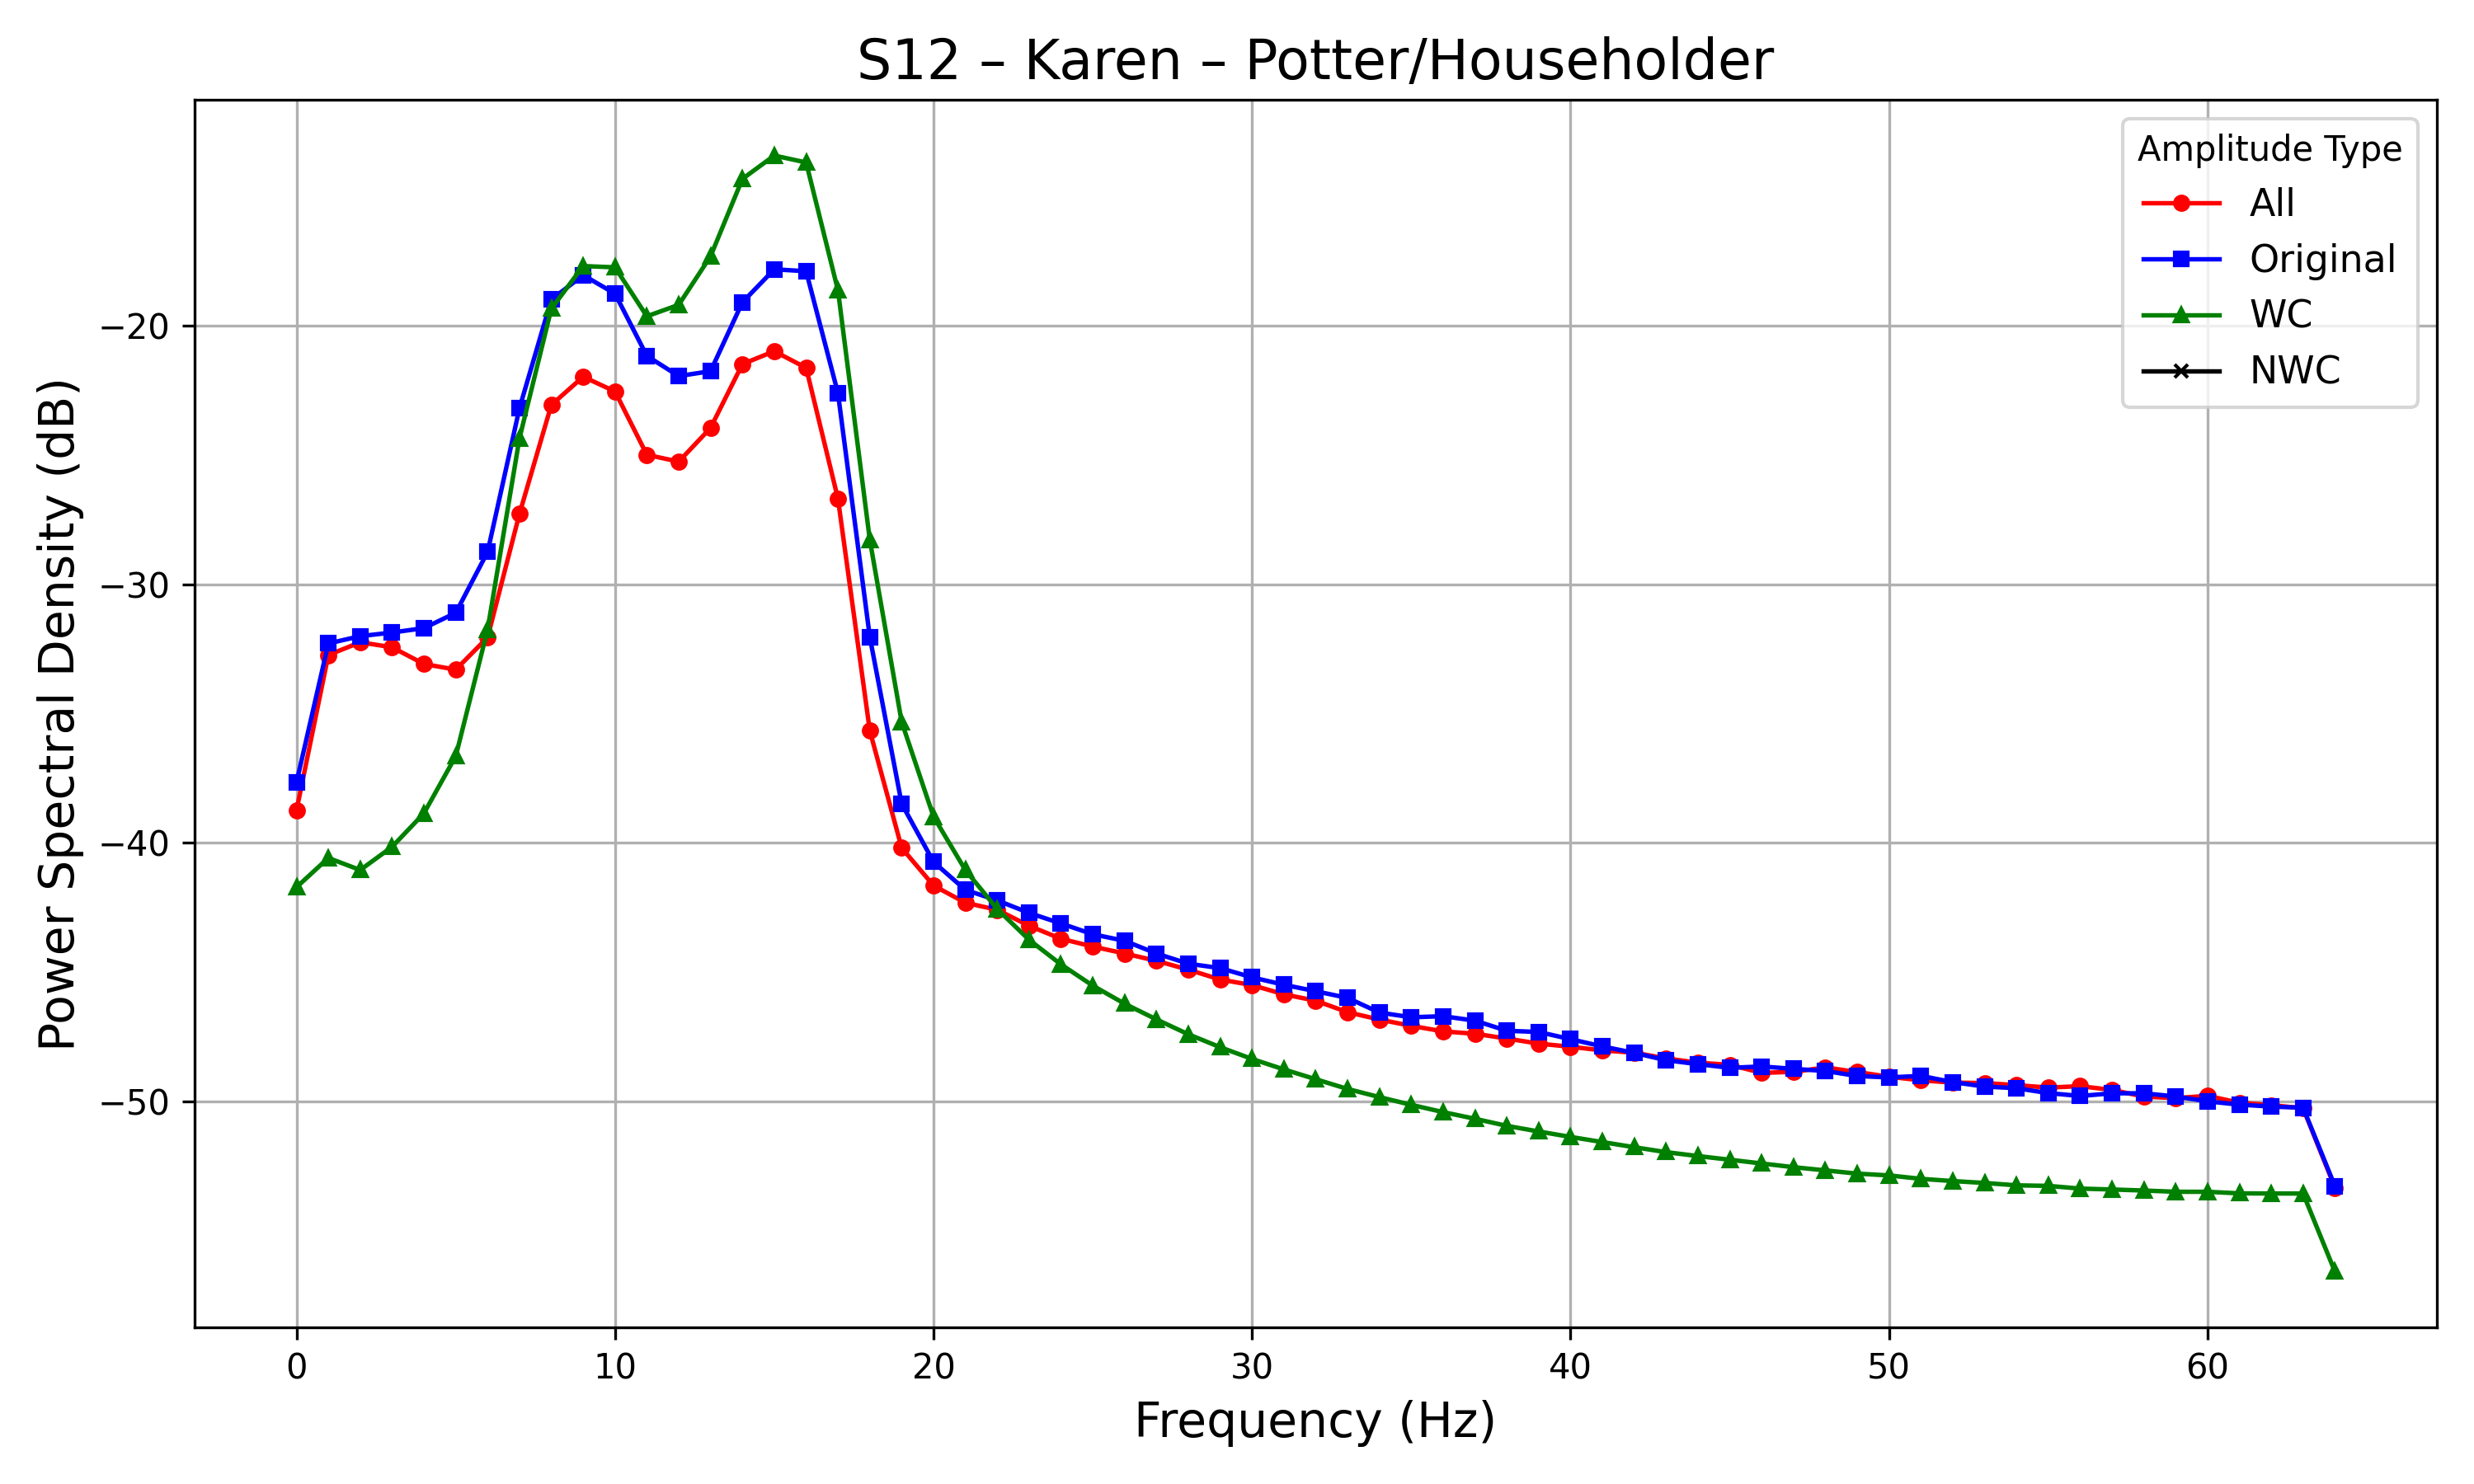 S12 – Karen – Potter/Householder
Amplitude Type
All
Original
WC
NWC
Power Spectral Density (dB)
−20
−30
−40
−50
0 10 20 30 40 50 60
Frequency (Hz)